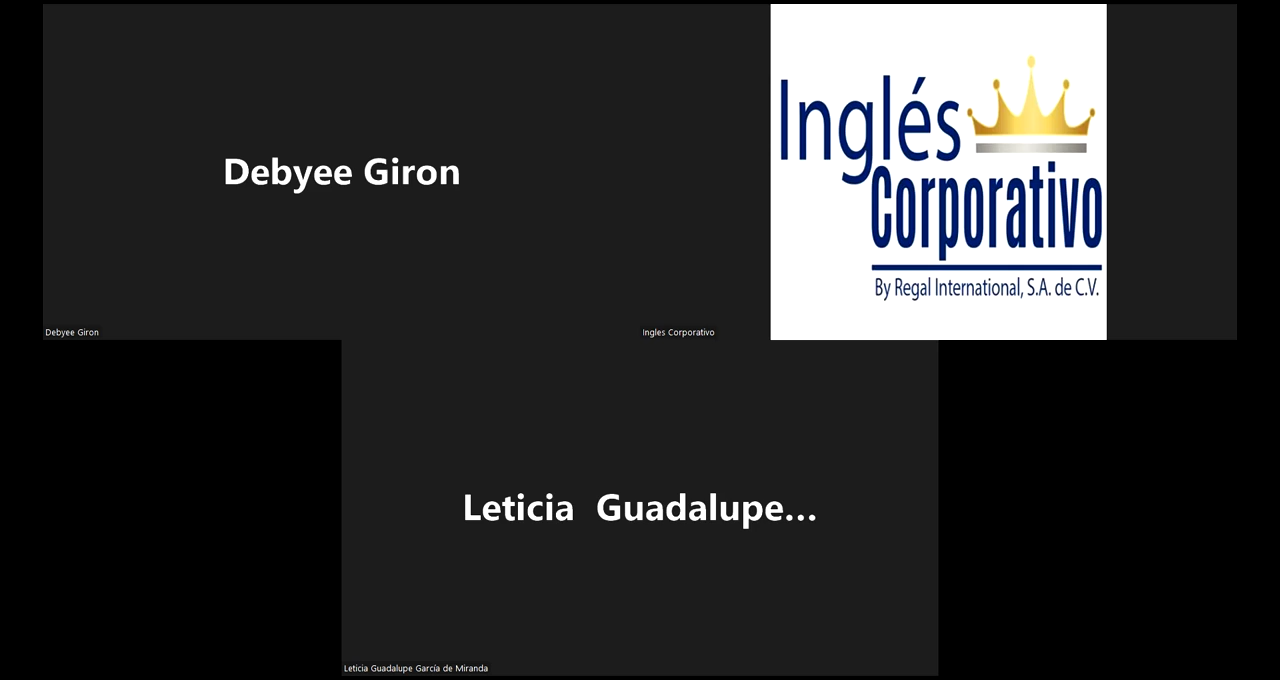 Debyee Giron
Debyee Giron
Inglés
Corporativo
By Regal International, S.A. de C.V.
Ingles Corporativo
Leticia Guadalupe...
Leticia Guadalupe García de Miranda